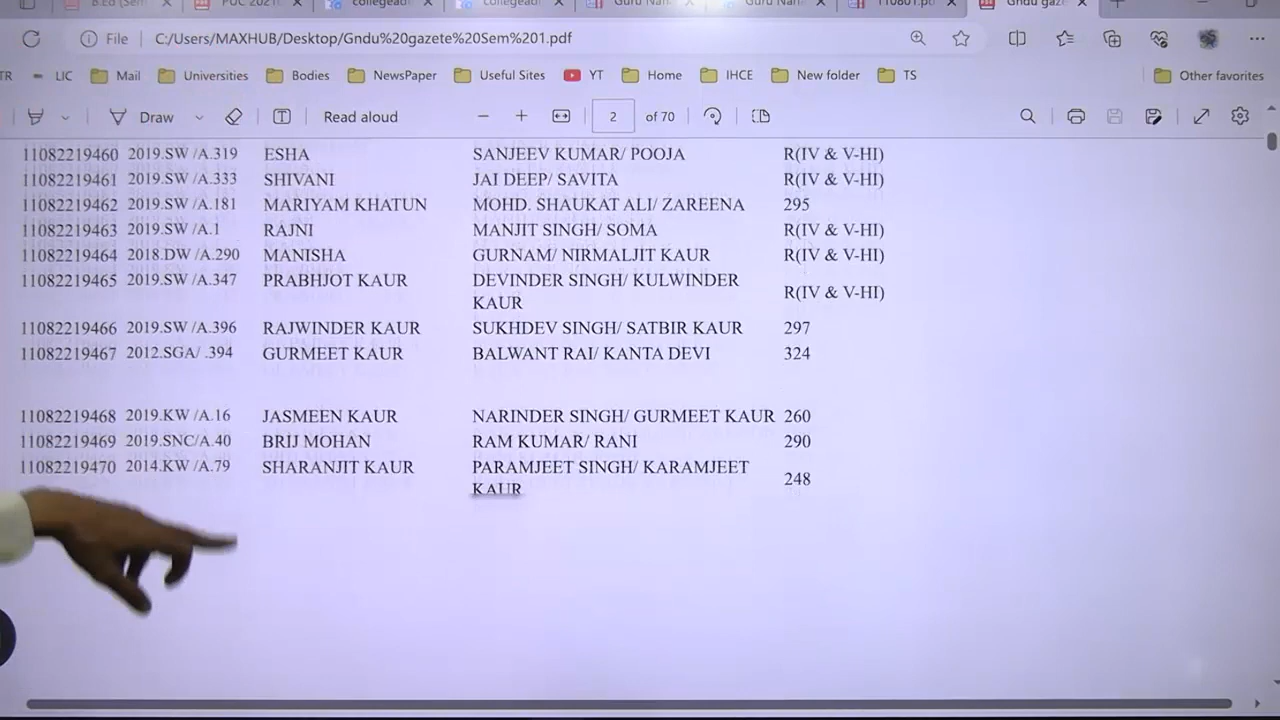 B.Ed (Sem
PUC 2021
collegead
collegead
Guru Nan
Guru Nan
110801.pd
Gndu gaze
File C:/Users/MAXHUB/Desktop/Gndu%20gazete%20Sem%201.pdf
TR LIC Mail Universities Bodies NewsPaper Useful Sites YT Home IHCE New folder TS Other favorites
Draw Read aloud 2 of 70
11082219460 2019.SW /A.319 ESHA SANJEEV KUMAR/ POOJA R(IV & V-HI)
11082219461 2019.SW /A.333 SHIVANI JAI DEEP/ SAVITA R(IV & V-HI)
11082219462 2019.SW /A.181 MARIYAM KHATUN MOHD. SHAUKAT ALI/ ZAREENA 295
11082219463 2019.SW /A.1 RAJNI MANJIT SINGH/ SOMA R(IV & V-HI)
11082219464 2018.DW /A.290 MANISHA GURNAM/ NIRMALJIT KAUR R(IV & V-HI)
11082219465 2019.SW /A.347 PRABHJOT KAUR DEVINDER SINGH/ KULWINDER
KAUR R(IV & V-HI)
11082219466 2019.SW /A.396 RAJWINDER KAUR SUKHDEV SINGH/ SATBIR KAUR 297
11082219467 2012.SGA/ .394 GURMEET KAUR BALWANT RAI/ KANTA DEVI 324
11082219468 2019.KW /A.16 JASMEEN KAUR NARINDER SINGH/ GURMEET KAUR 260
11082219469 2019.SNC/A.40 BRIJ MOHAN RAM KUMAR/ RANI 290
11082219470 2014.KW /A.79 SHARANJIT KAUR PARAMJEET SINGH/ KARAMJEET
KAUR 248